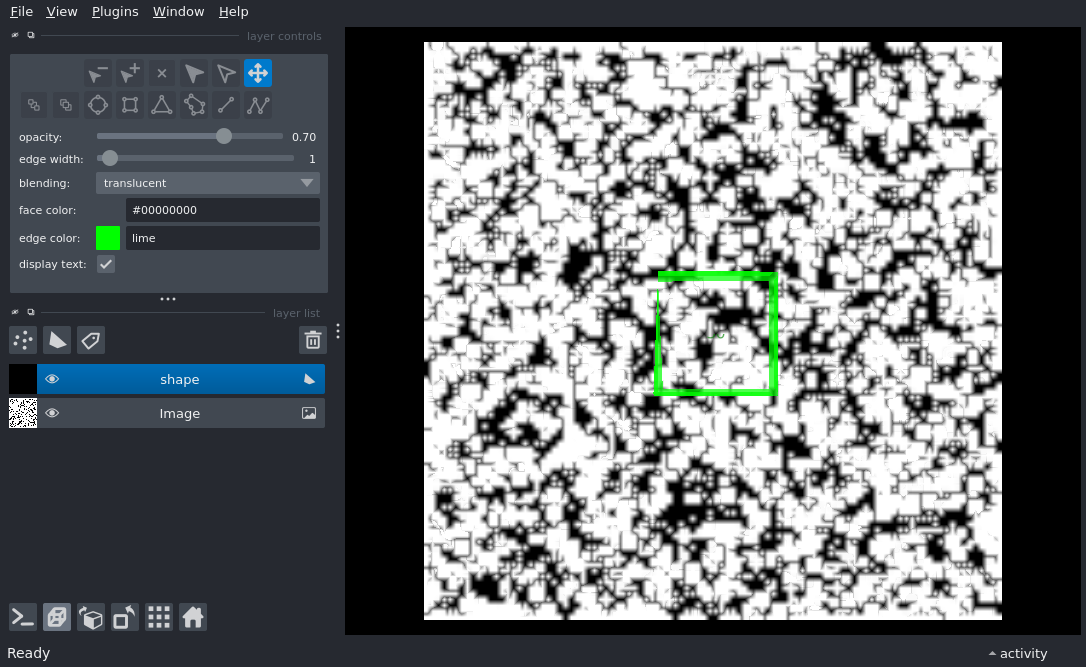 File View Plugins Window Help
layer controls
opacity: 0.70
edge width: 1
blending: translucent
face color: #00000000
edge color: lime
display text:
layer list
shape
Image
Ready
activity